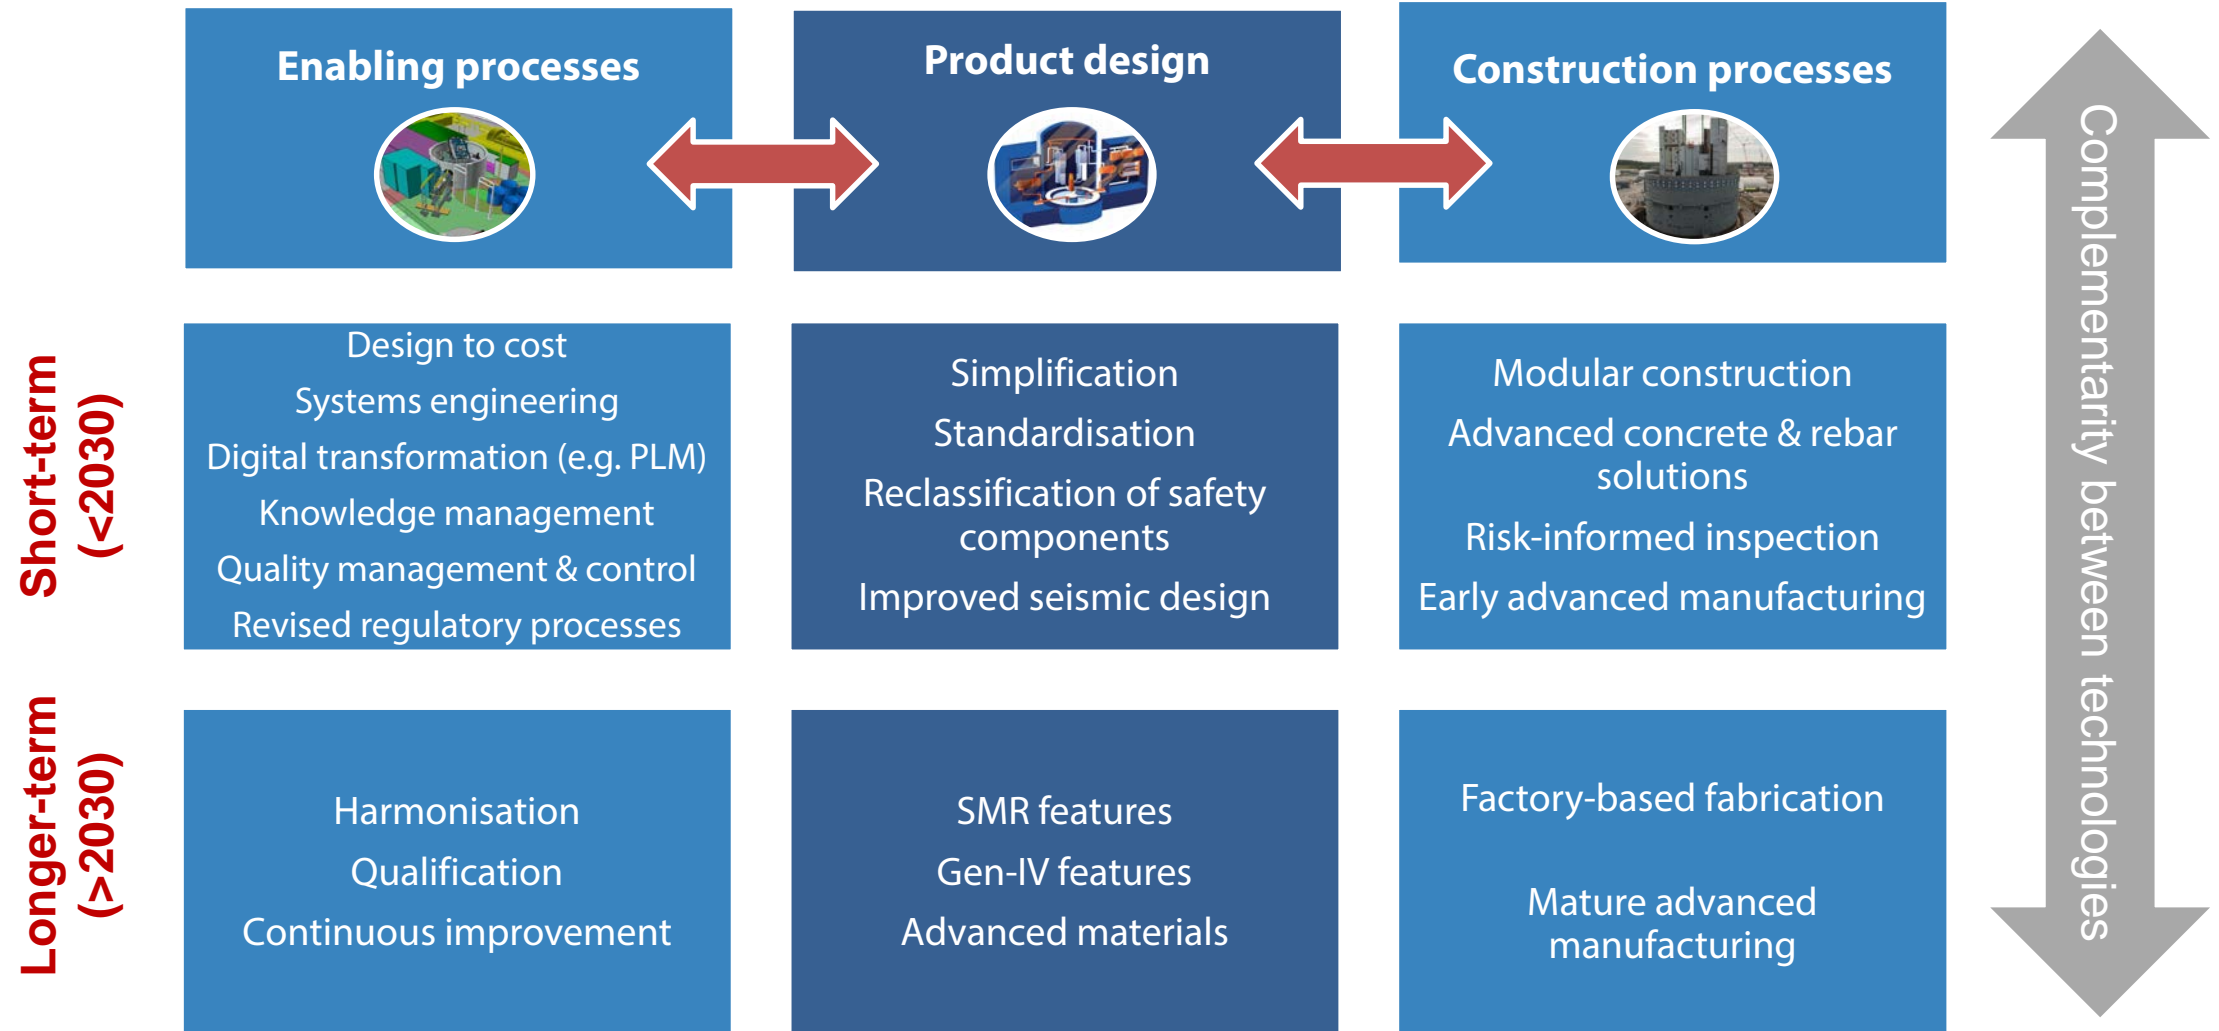 Enabling processes
Product design
Construction processes
Short-term
(<2030)
Design to cost
Systems engineering
Digital transformation (e.g. PLM)
Knowledge management
Quality management & control
Revised regulatory processes
Simplification
Standardisation
Reclassification of safety
components
Improved seismic design
Modular construction
Advanced concrete & rebar
solutions
Risk-informed inspection
Early advanced manufacturing
Longer-term
(>2030)
Harmonisation
Qualification
Continuous improvement
SMR features
Gen-IV features
Advanced materials
Factory-based fabrication
Mature advanced
manufacturing
Complementarity between technologies